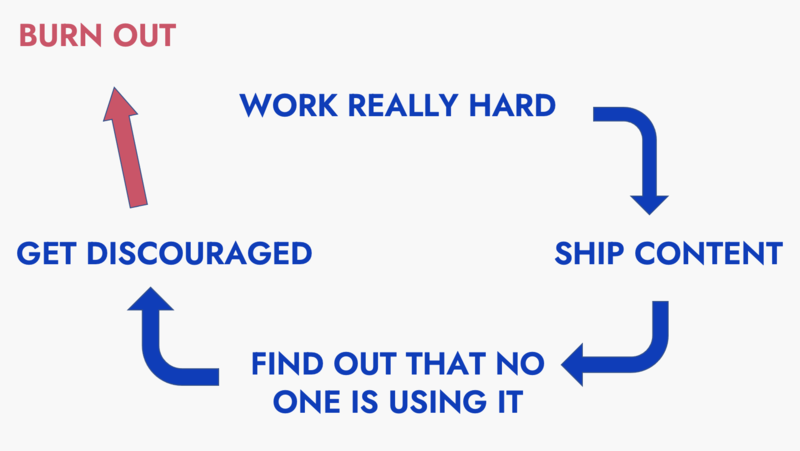 BURN OUT
WORK REALLY HARD
GET DISCOURAGED
SHIP CONTENT
FIND OUT THAT NO
ONE IS USING IT